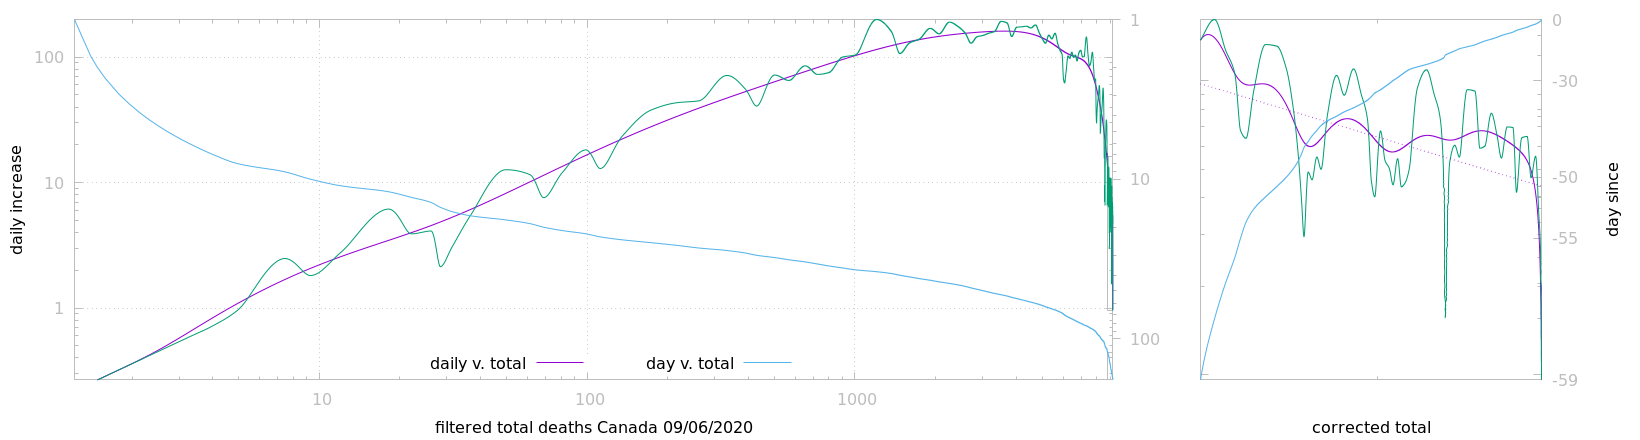 100
10
1
daily increase
10
100
1000
daily v. total
day v. total
filtered total deaths Canada 09/06/2020
1
10
100
0
-30
-50
-55
-59
day since
corrected total